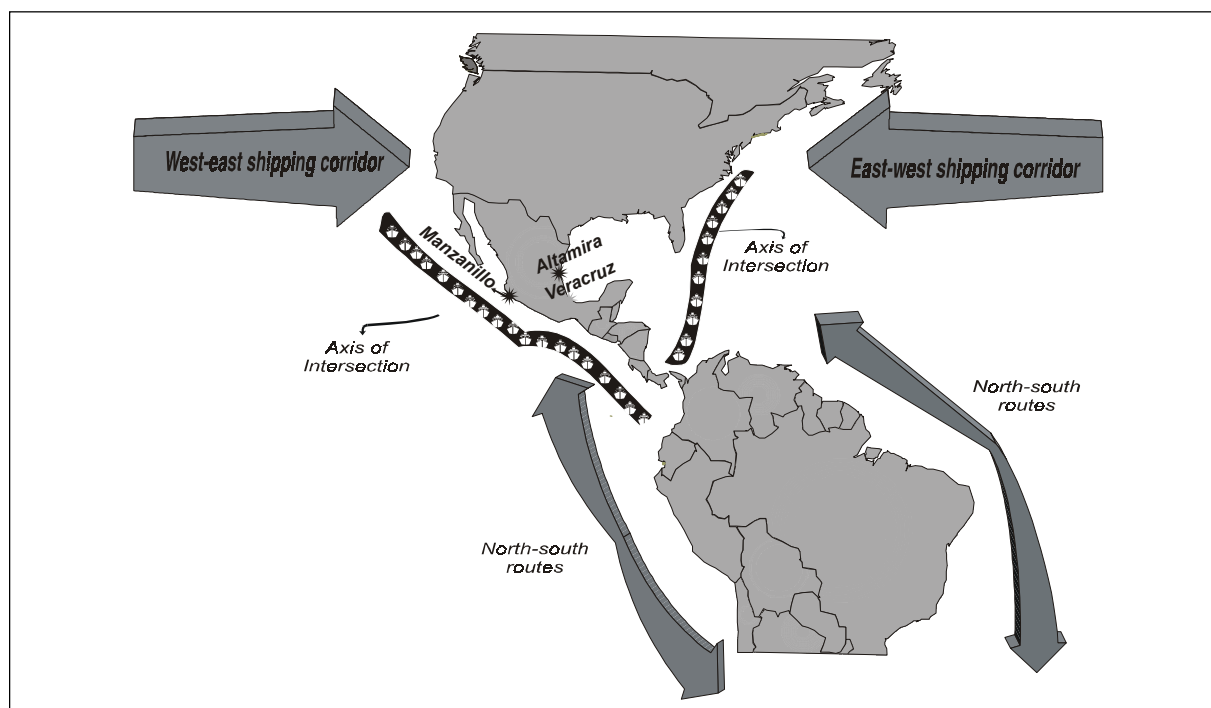 West-east shipping corridor
East-west shipping corridor
Manzanillo
Altamira
Veracruz
Axis of
Intersection
Axis of
Intersection
North-south
routes
North-south
routes